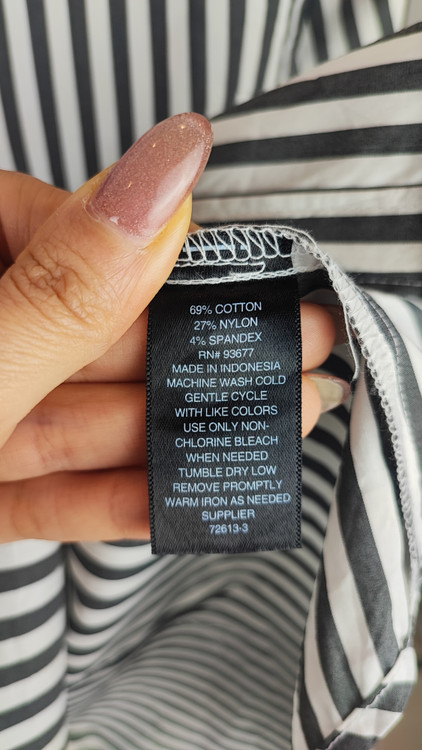 69% COTTON
27% NYLON
4% SPANDEX
RN# 93677
MADE IN INDONESIA
MACHINE WASH COLD
GENTLE CYCLE
WITH LIKE COLORS
USE ONLY NON-
CHLORINE BLEACH
WHEN NEEDED
TUMBLE DRY LOW
REMOVE PROMPTLY
WARM IRON AS NEEDED
SUPPLIER
72613-3